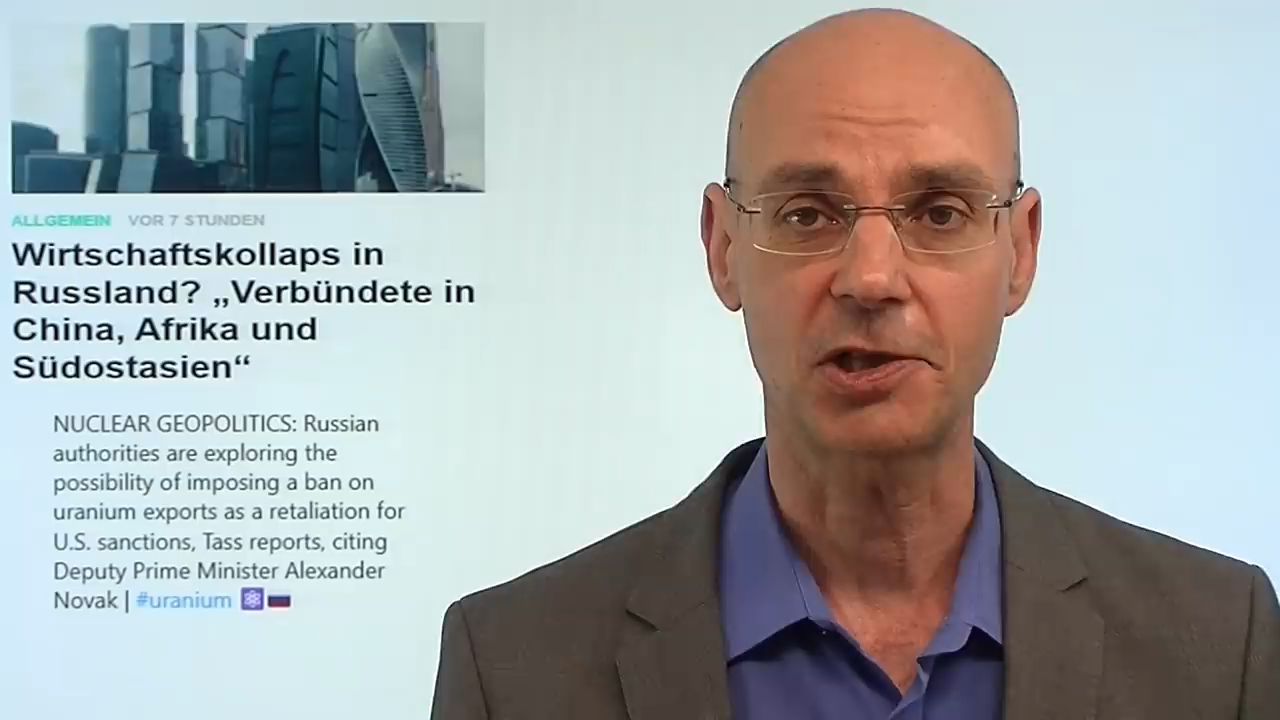 ALLGEMEIN VOR 7 STUNDEN
Wirtschaftskollaps in
Russland? „Verbündete in
China, Afrika und
Südostasien“
NUCLEAR GEOPOLITICS: Russian
authorities are exploring the
possibility of imposing a ban on
uranium exports as a retaliation for
U.S. sanctions, Tass reports, citing
Deputy Prime Minister Alexander
Novak | #uranium ⚛️🇷🇺